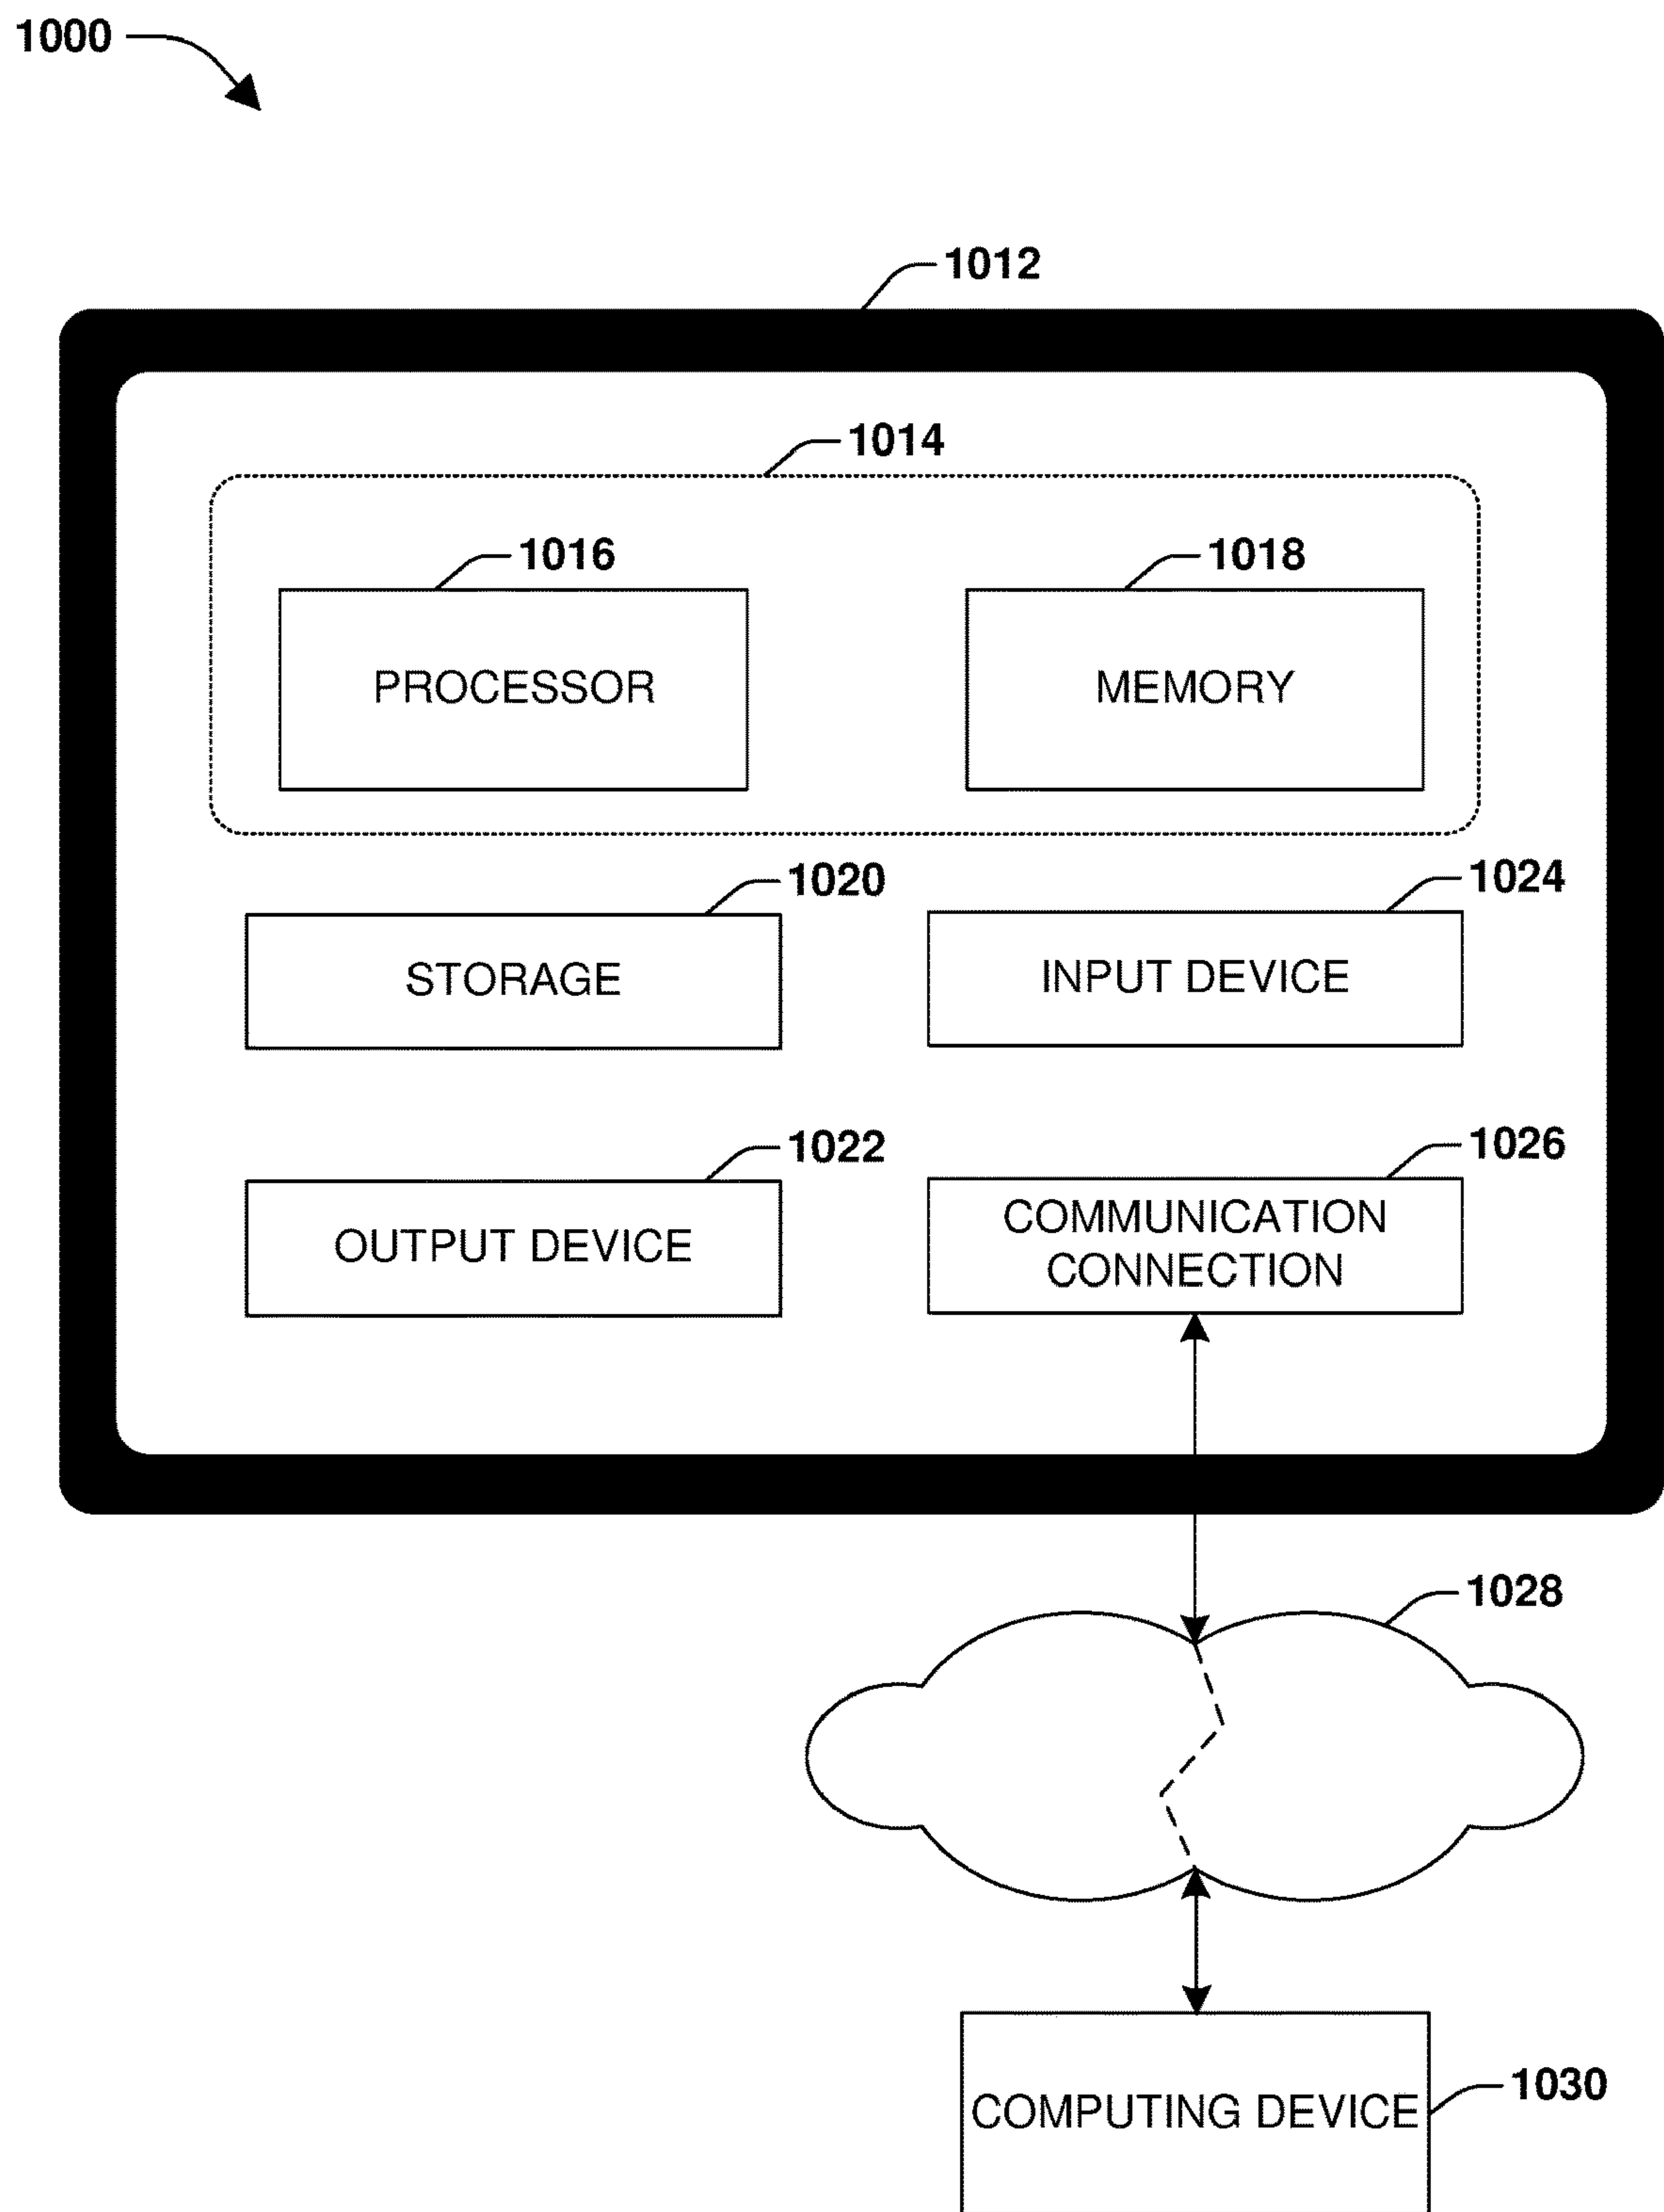 1000
1012
1014
1016
1018
PROCESSOR
MEMORY
1020
1024
STORAGE
INPUT DEVICE
1022
1026
OUTPUT DEVICE
COMMUNICATION
CONNECTION
1028
1030
COMPUTING DEVICE